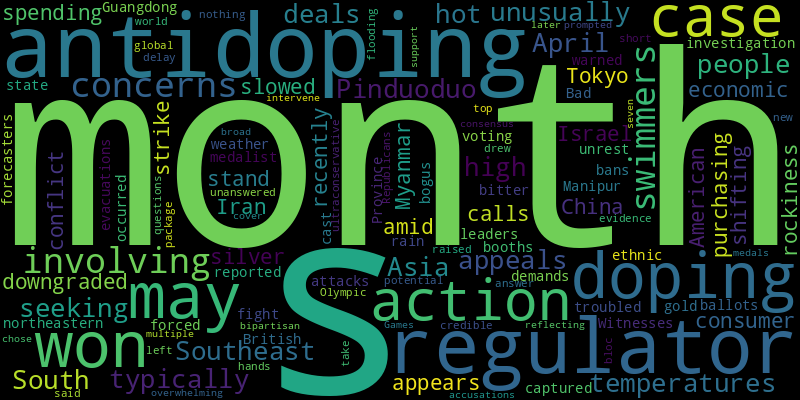 spending Guangdong deals hot unusually later prompted short case
nothing
world
antidoping
global
delay
flooding
support
April warned investigation
swimmers people
state concerns slowed Pinduoduo Tokyo
economic
intervene
top
Bad
seven
new
month
forecasters
conflict
evacuations
occurred
strike
questions
package
broad
weather
medalist
stand
unanswered
Iran
cover
recently
cast
ultraconservative
Province
Republicans
Myanmar
consensus
voting
drew
high
bogus
bitter
calls
Israel
unrest
bans
Manipur
China
evidence
American
purchasing
shifting
rockiness
amid
rain
raised
leaders
booths
involving
silver
reported
downgraded
S
Asia
attacks
potential
Olympic
appeals
demands
answer
ethnic
medals
doping
troubled
gold
ballots
seeking
may
action
northeastern
forced
fight
bipartisan
multiple
British
Games
credible
reflecting
Witnesses
consumer
chose
won
left
Southeast
hands
take
regulator
bloc
South
said
typically
overwhelming
appears
accusations
captured
temperatures